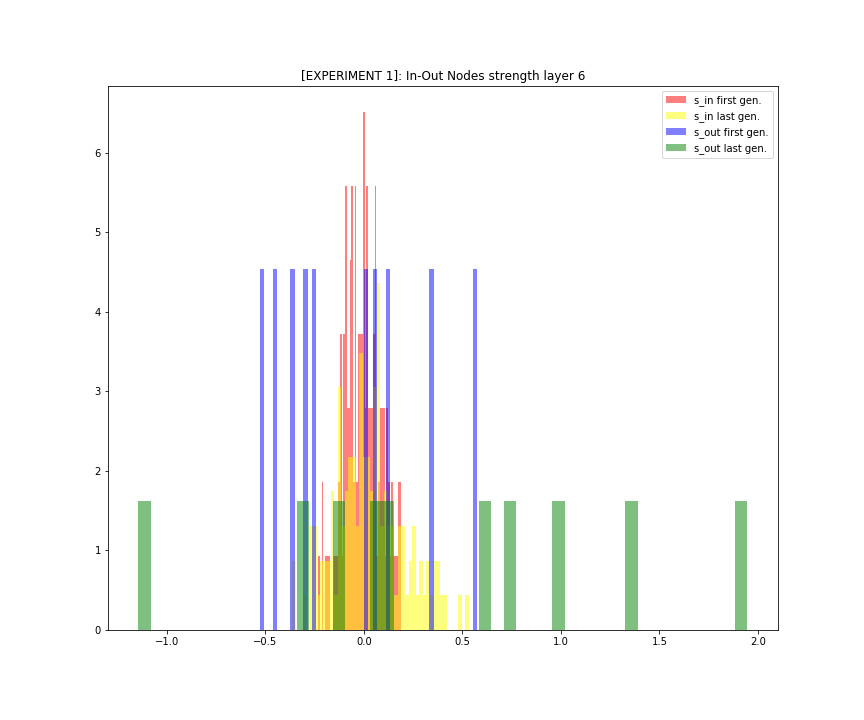 [EXPERIMENT 1]: In-Out Nodes strength layer 6
s_in first gen.
s_in last gen.
s_out first gen.
s_out last gen.
6
5
4
3
2
1
0
−1.0 −0.5 0.0 0.5 1.0 1.5 2.0